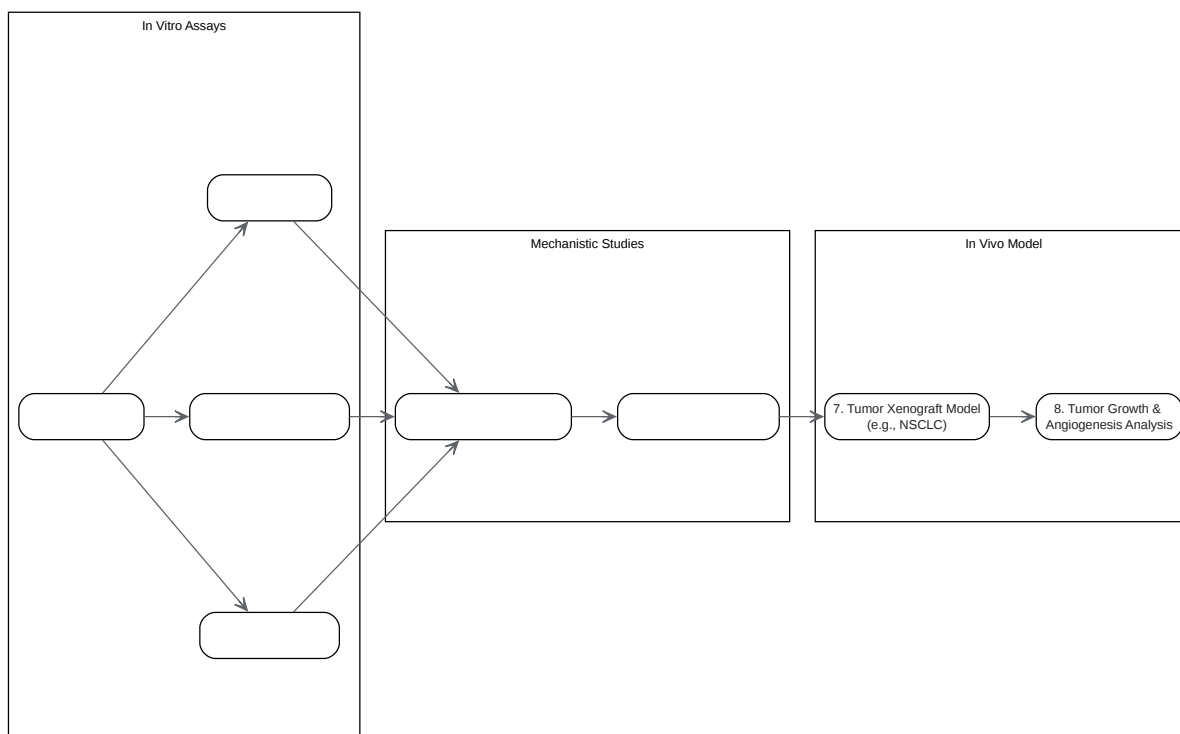 In Vitro Assays
Mechanistic Studies
In Vivo Model
7. Tumor Xenograft Model
(e.g., NSCLC)
8. Tumor Growth &
Angiogenesis Analysis